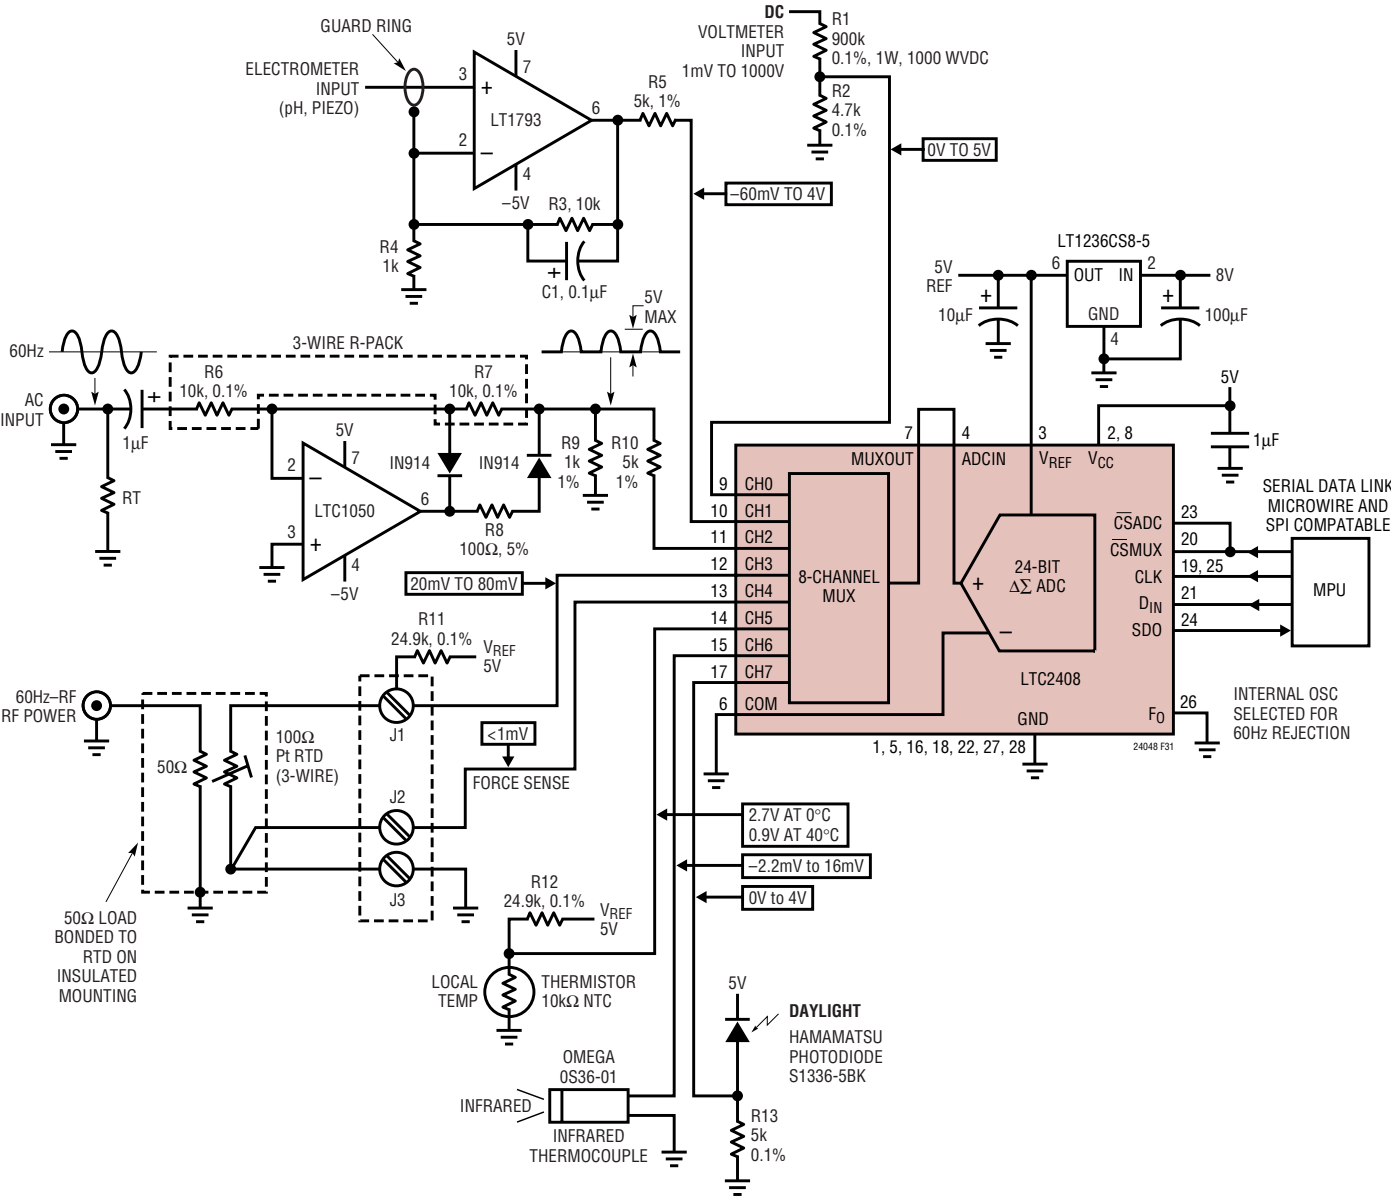 GUARD RING
ELECTROMETER
INPUT
(pH, PIEZO)
5V
7
3
+
LT1793
6
2
–
4
–5V
R5
5k, 1%
R3, 10k
R4
1k
+
C1, 0.1µF
DC
VOLTMETER
INPUT
1mV TO 1000V
R1
900k
0.1%, 1W, 1000 WVDC
R2
4.7k
0.1%
0V TO 5V
–60mV TO 4V
LT1236CS8-5
5V
REF
6
OUT
IN
2
8V
+
10µF
GND
4
+
100µF
5V
1µF
60Hz
AC
INPUT
+
1µF
RT
3-WIRE R-PACK
R6
10k, 0.1%
R7
10k, 0.1%
5V
MAX
5V
7
2
–
LTC1050
6
3
+
4
–5V
IN914
IN914
R8
100Ω, 5%
R9
1k
1%
R10
5k
1%
7
4
3
2, 8
MUXOUT
ADCIN
VREF
VCC
9
CH0
10
CH1
11
CH2
12
CH3
13
CH4
14
CH5
15
CH6
17
CH7
6
COM
8-CHANNEL
MUX
+
24-BIT
ΔΣ ADC
–
LTC2408
GND
1, 5, 16, 18, 22, 27, 28
CSADC
23
CSMUX
20
CLK
19, 25
DIN
21
SDO
24
FO
26
24048 F31
SERIAL DATA LINK
MICROWIRE AND
SPI COMPATABLE
MPU
INTERNAL OSC
SELECTED FOR
60Hz REJECTION
20mV TO 80mV
R11
24.9k, 0.1%
VREF
5V
60Hz–RF
RF POWER
50Ω
100Ω
Pt RTD
(3-WIRE)
J1
J2
J3
<1mV
FORCE SENSE
50Ω LOAD
BONDED TO
RTD ON
INSULATED
MOUNTING
2.7V AT 0°C
0.9V AT 40°C
–2.2mV to 16mV
0V to 4V
R12
24.9k, 0.1%
VREF
5V
LOCAL
TEMP
THERMISTOR
10kΩ NTC
5V
DAYLIGHT
HAMAMATSU
PHOTODIODE
S1336-5BK
OMEGA
0S36-01
INFRARED
INFRARED
THERMOCOUPLE
R13
5k
0.1%